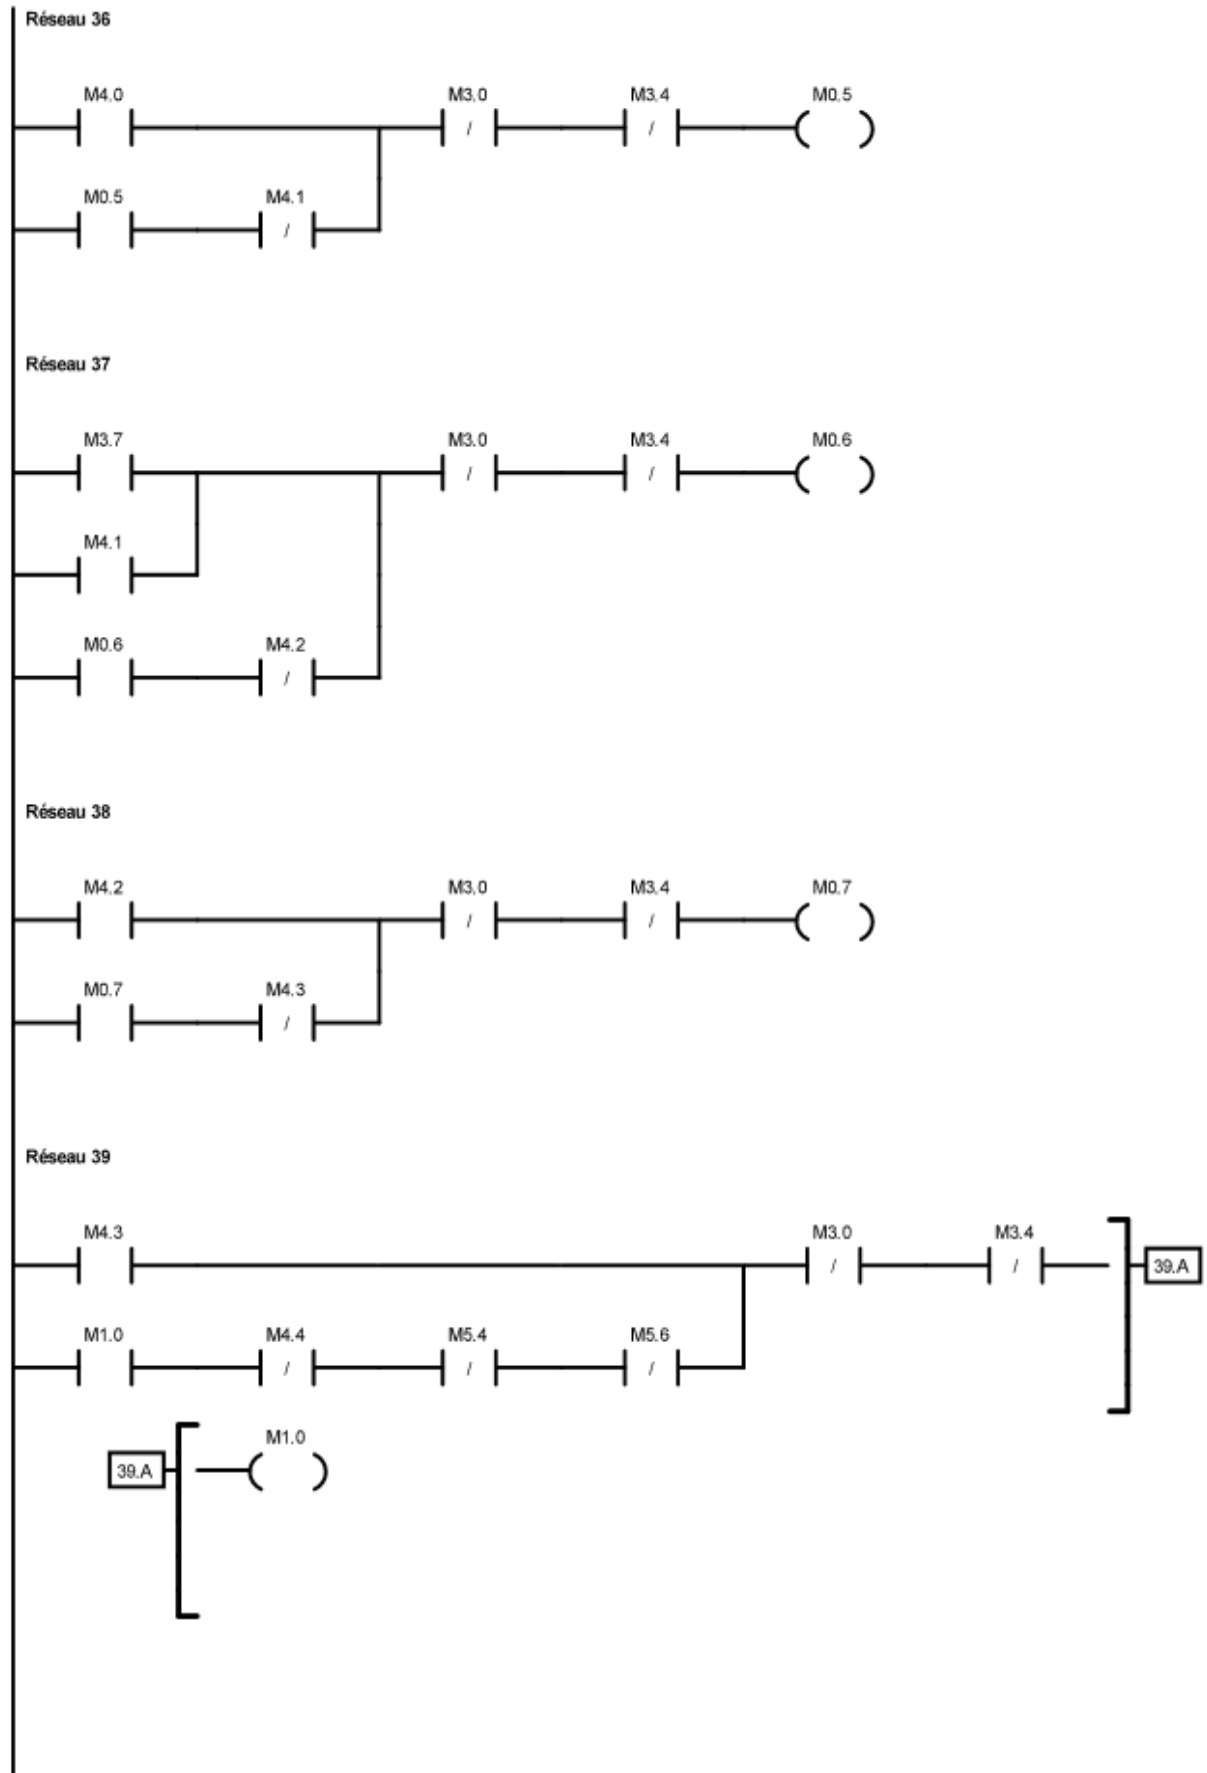 Réseau 36
M4.0 M3.0 M3.4 M0.5
/ /
M0.5 M4.1
/
Réseau 37
M3.7 M3.0 M3.4 M0.6
/ /
M4.1
M0.6 M4.2
/
Réseau 38
M4.2 M3.0 M3.4 M0.7
/ /
M0.7 M4.3
/
Réseau 39
M4.3 M3.0 M3.4
/ / 39.A
M1.0 M4.4 M5.4 M5.6
/ / /
M1.0
39.A